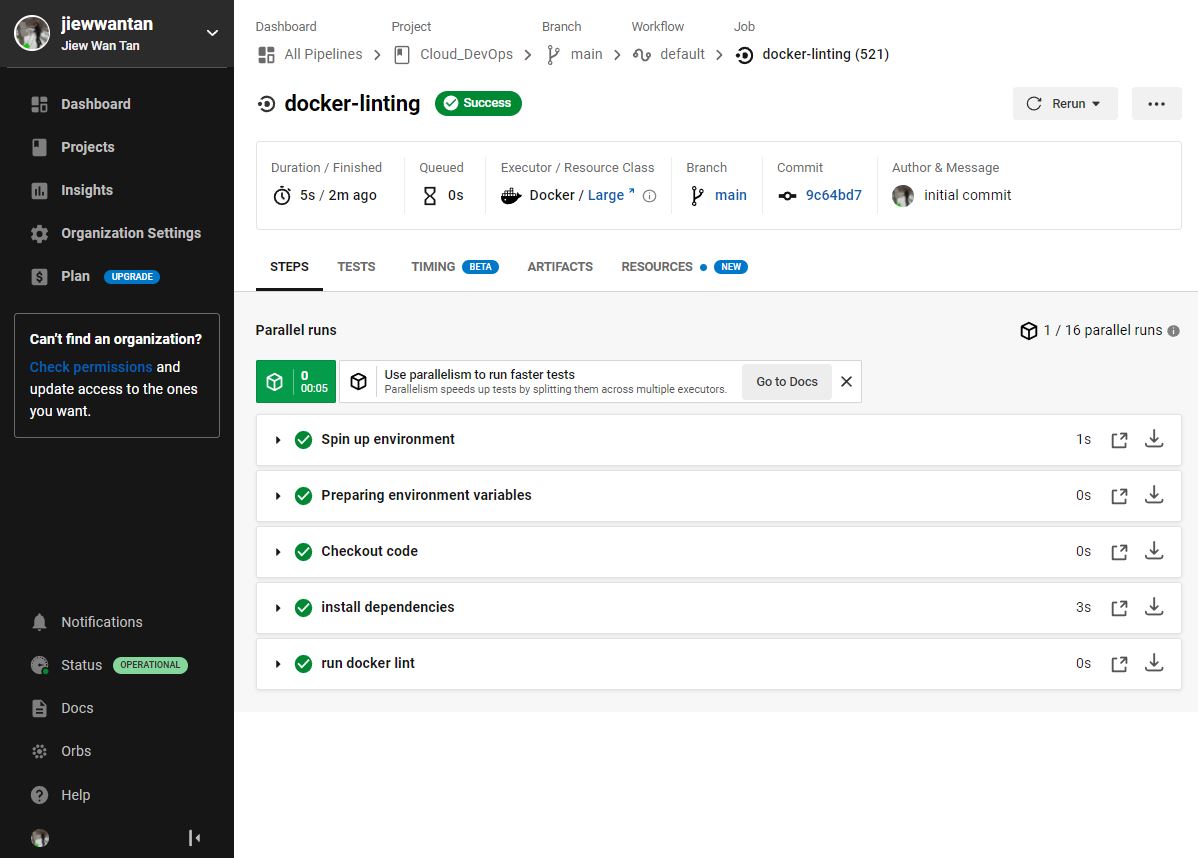 jiewwantan
Jiew Wan Tan
Dashboard
Projects
Insights
Organization Settings
Plan UPGRADE
Can't find an organization?
Check permissions and
update access to the ones
you want.
Notifications
Status OPERATIONAL
Docs
Orbs
Help
Dashboard Project Branch Workflow Job
All Pipelines Cloud_DevOps main default docker-linting (521)
docker-linting Success Rerun
Duration / Finished Queued Executor / Resource Class Branch Commit Author & Message
5s / 2m ago 0s Docker / Large main 9c64bd7 initial commit
STEPS TESTS TIMING BETA ARTIFACTS RESOURCES NEW
Parallel runs 1 / 16 parallel runs
0
00:05
Use parallelism to run faster tests
Parallelism speeds up tests by splitting them across multiple executors.
Go to Docs
Spin up environment 1s
Preparing environment variables 0s
Checkout code 0s
install dependencies 3s
run docker lint 0s